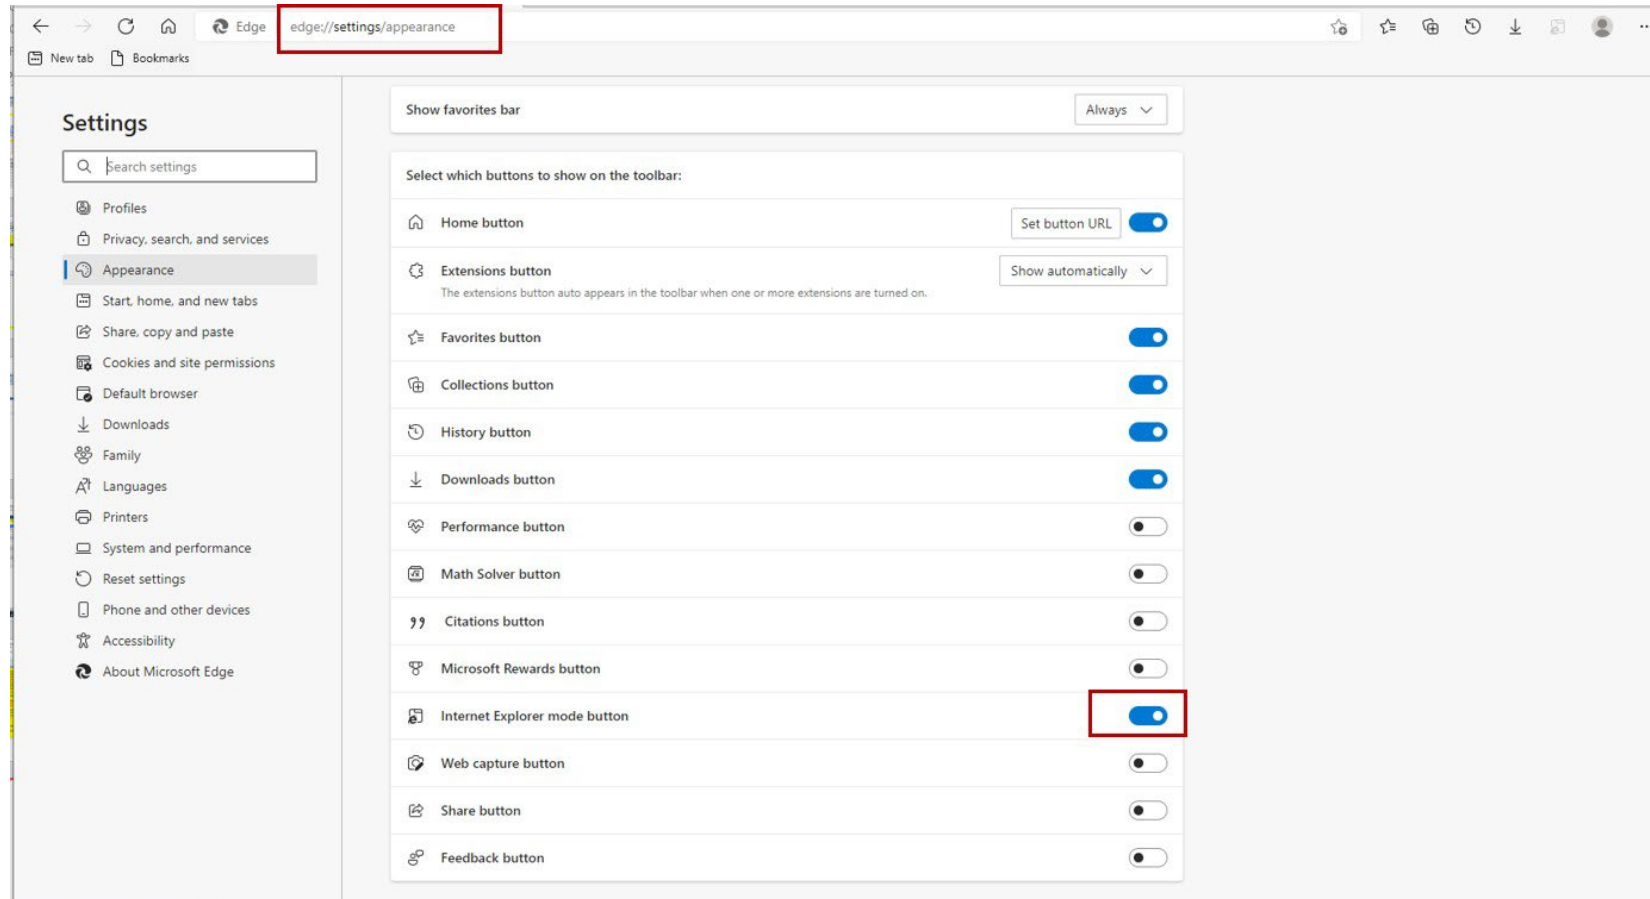 Edge edge://settings/appearance
New tab Bookmarks
Settings
Search settings
Profiles
Privacy, search, and services
Appearance
Start, home, and new tabs
Share, copy and paste
Cookies and site permissions
Default browser
Downloads
Family
Languages
Printers
System and performance
Reset settings
Phone and other devices
Accessibility
About Microsoft Edge
Show favorites bar Always
Select which buttons to show on the toolbar:
Home button Set button URL
Extensions button Show automatically
The extensions button auto appears in the toolbar when one or more extensions are turned on.
Favorites button
Collections button
History button
Downloads button
Performance button
Math Solver button
Citations button
Microsoft Rewards button
Internet Explorer mode button
Web capture button
Share button
Feedback button